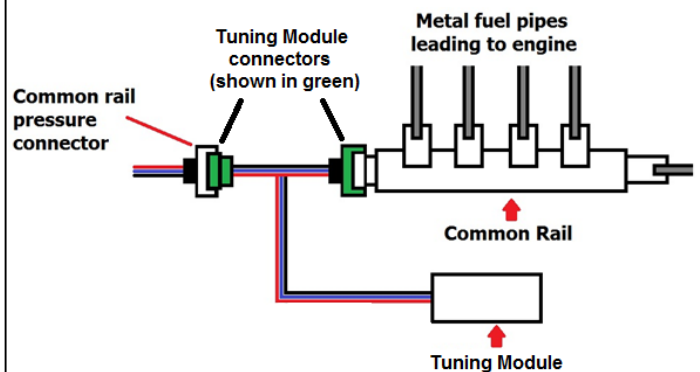 Metal fuel pipes
leading to engine
Tuning Module
connectors
(shown in green)
Common rail
pressure
connector
Common Rail
Tuning Module